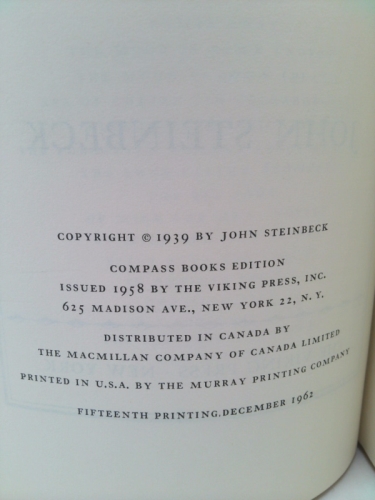 COPYRIGHT © 1939 BY JOHN STEINBECK
COMPASS BOOKS EDITION
ISSUED 1958 BY THE VIKING PRESS, INC.
625 MADISON AVE., NEW YORK 22, N. Y.
DISTRIBUTED IN CANADA BY
THE MACMILLAN COMPANY OF CANADA LIMITED
PRINTED IN U.S.A. BY THE MURRAY PRINTING COMPANY
FIFTEENTH PRINTING.DECEMBER 1962